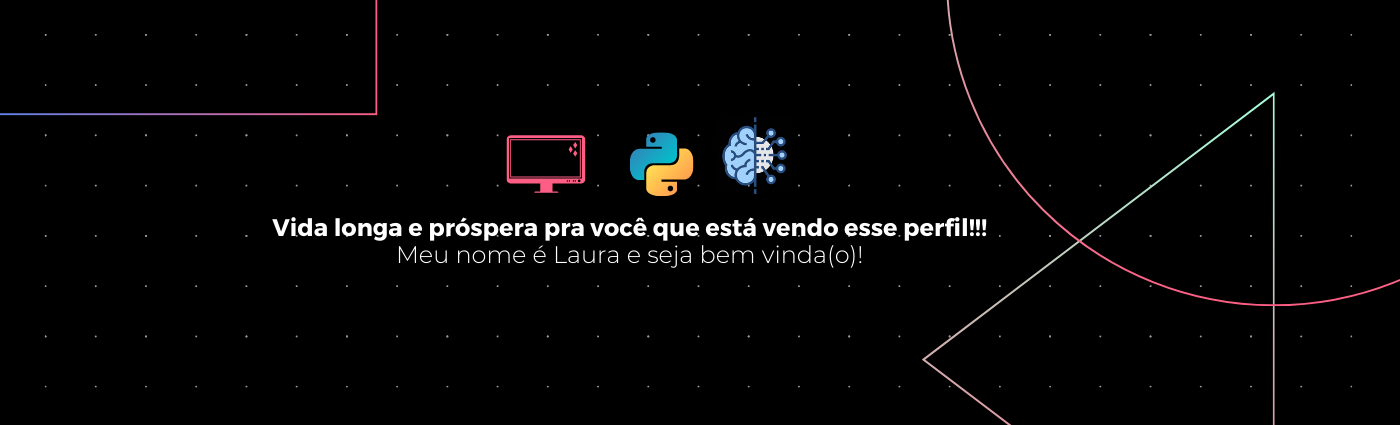 Vida longa e próspera pra você que está vendo esse perfil!!!
Meu nome é Laura e seja bem vinda(o)!